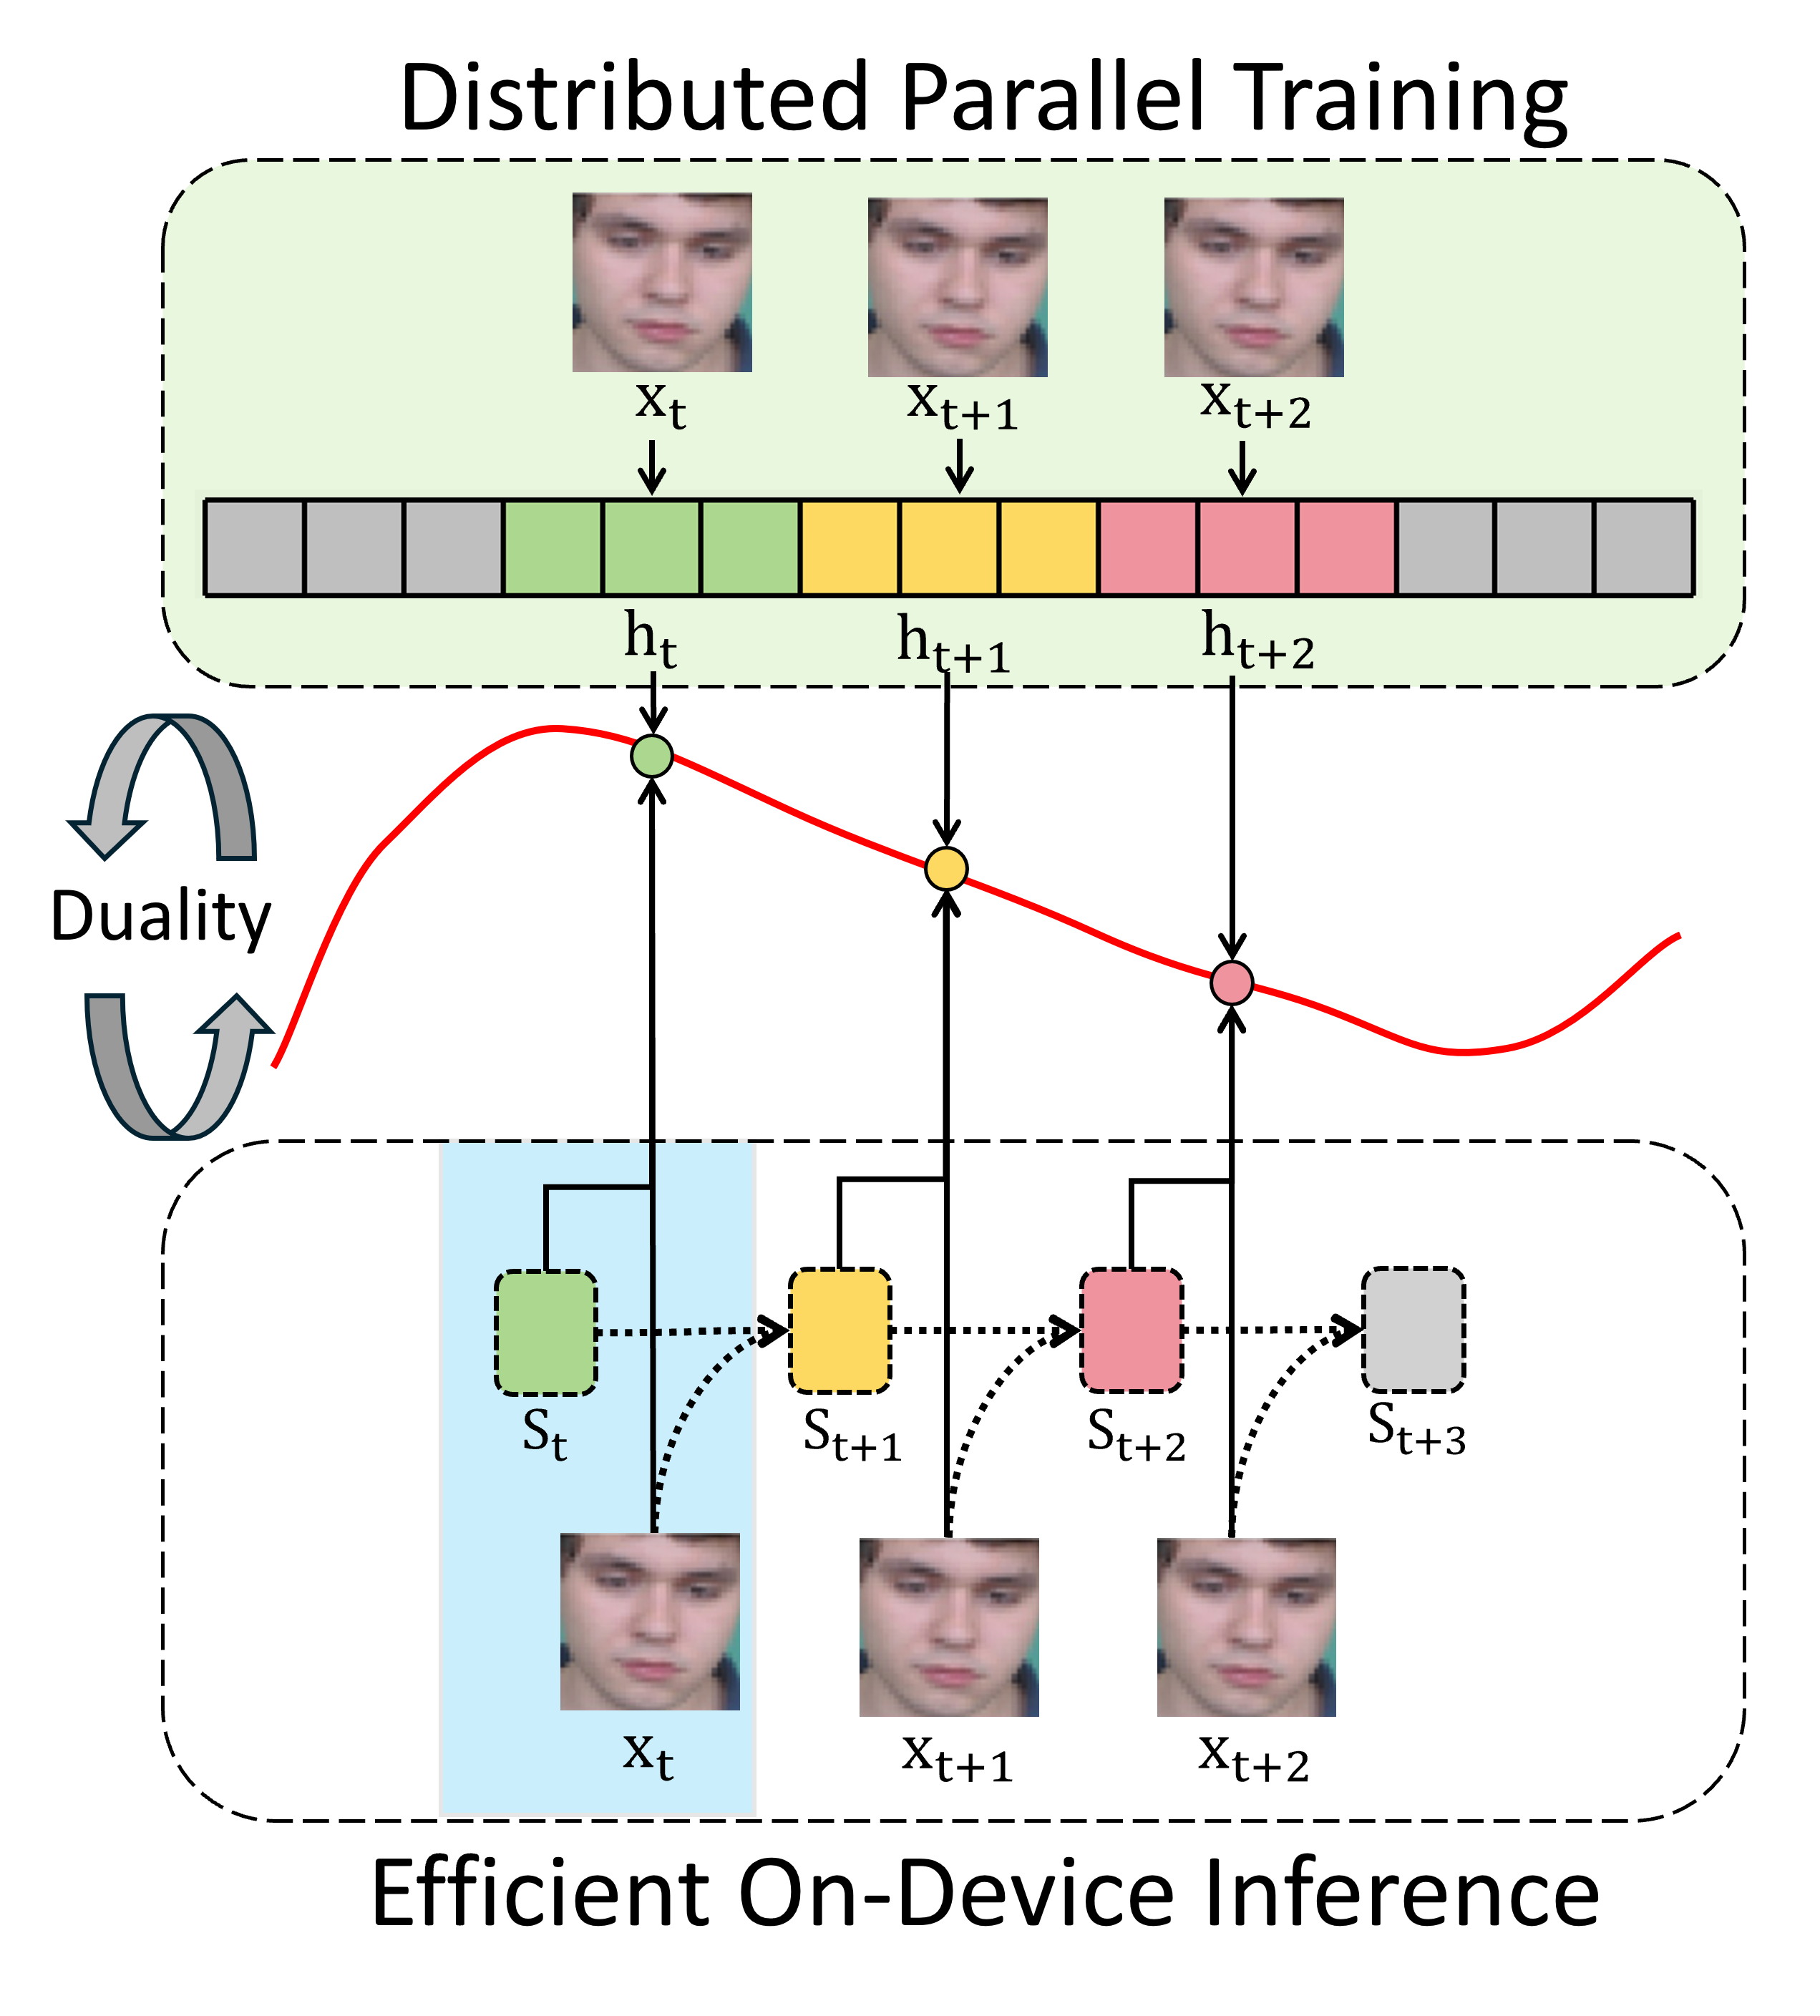 Distributed Parallel Training
x_t x_{t+1} x_{t+2}
h_t h_{t+1} h_{t+2}
Duality
S_t S_{t+1} S_{t+2} S_{t+3}
x_t x_{t+1} x_{t+2}
Efficient On-Device Inference